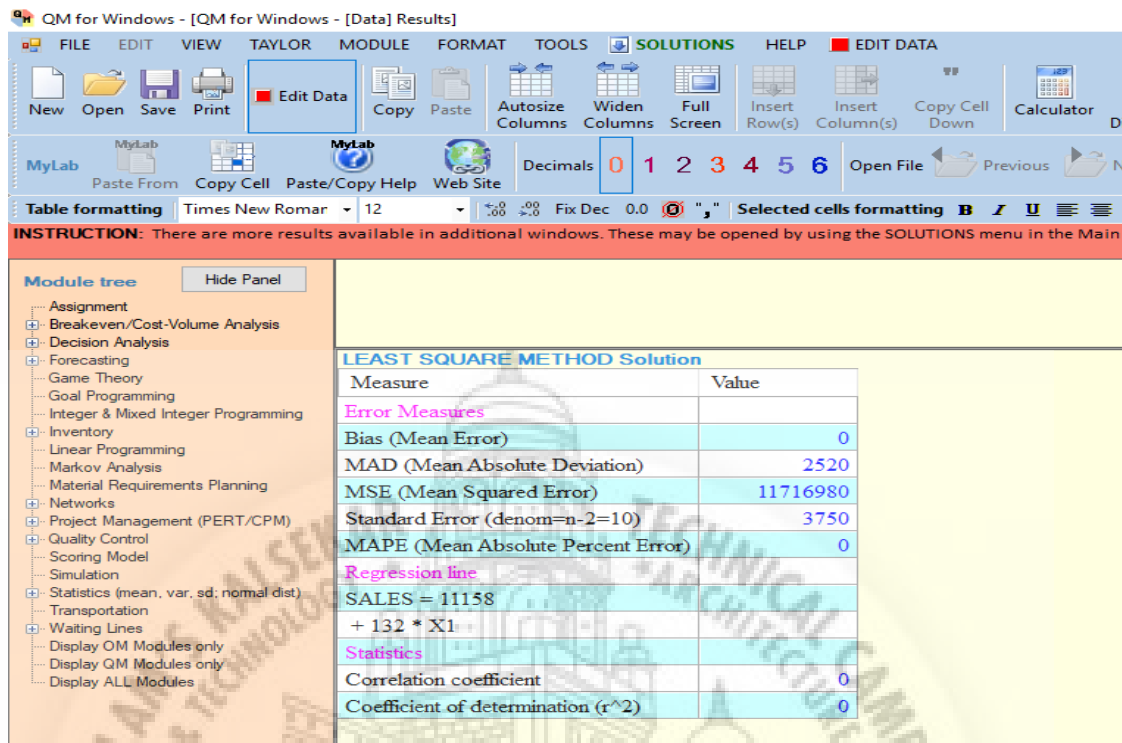 QM for Windows - [QM for Windows - [Data] Results]
FILE EDIT VIEW TAYLOR MODULE FORMAT TOOLS SOLUTIONS HELP EDIT DATA
New Open Save Print Edit Data Copy Paste Autosize Columns Widen Columns Full Screen Insert Row(s) Insert Column(s) Copy Cell Down Calculator D
MyLab MyLab Paste From Copy Cell MyLab Paste/Copy Help Web Site Decimals 0 1 2 3 4 5 6 Open File Previous N
Table formatting Times New Romar 12 Fix Dec 0.0 "," Selected cells formatting B I U
INSTRUCTION: There are more results available in additional windows. These may be opened by using the SOLUTIONS menu in the Main
Module tree Hide Panel
Assignment
Breakeven/Cost-Volume Analysis
Decision Analysis
Forecasting
Game Theory
Goal Programming
Integer & Mixed Integer Programming
Inventory
Linear Programming
Markov Analysis
Material Requirements Planning
Networks
Project Management (PERT/CPM)
Quality Control
Scoring Model
Simulation
Statistics (mean, var, sd; normal dist)
Transportation
Waiting Lines
Display OM Modules only
Display QM Modules only
Display ALL Modules
LEAST SQUARE METHOD Solution
Measure Value
Error Measures
Bias (Mean Error) 0
MAD (Mean Absolute Deviation) 2520
MSE (Mean Squared Error) 11716980
Standard Error (denom=n-2=10) 3750
MAPE (Mean Absolute Percent Error) 0
Regression line
SALES = 11158
+ 132 * X1
Statistics
Correlation coefficient 0
Coefficient of determination (r^2) 0